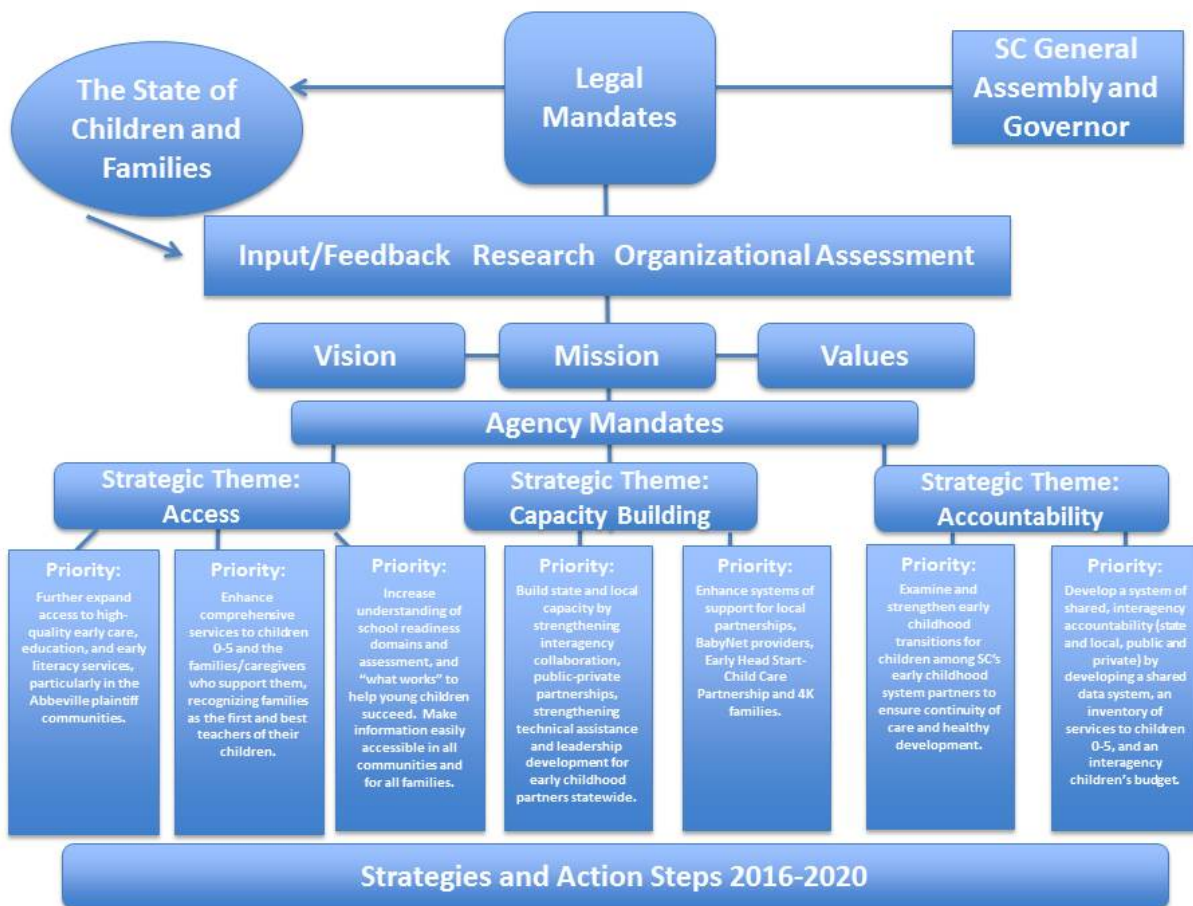 The State of
Children and
Families
Legal
Mandates
SC General
Assembly and
Governor
Input/Feedback Research Organizational Assessment
Vision
Mission
Values
Agency Mandates
Strategic Theme:
Access
Strategic Theme:
Capacity Building
Strategic Theme:
Accountability
Priority:
Further expand
access to high-
quality early care,
education, and early
literacy services,
particularly in the
Abbeville plaintiff
communities.
Priority:
Enhance
comprehensive
services to children
0-5 and the
families/caregivers
who support them,
recognizing families
as the first and best
teachers of their
children.
Priority:
Increase
understanding of
school readiness
domains and
assessment, and
“what works” to
help young children
succeed. Make
information easily
accessible in all
communities and
for all families.
Priority:
Build state and local
capacity by
strengthening
interagency
collaboration,
public-private
partnerships,
strengthening
technical assistance
and leadership
development for
early childhood
partners statewide.
Priority:
Enhance systems of
support for local
partnerships,
BabyNet providers,
Early Head Start-
Child Care
Partnership and 4K
families.
Priority:
Examine and
strengthen early
childhood
transitions for
children among SC’s
early childhood
system partners to
ensure continuity of
care and healthy
development.
Priority:
Develop a system of
shared, interagency
accountability (state
and local, public and
private) by
developing a shared
data system, an
inventory of
services to children
0-5, and an
interagency
children’s budget.
Strategies and Action Steps 2016-2020